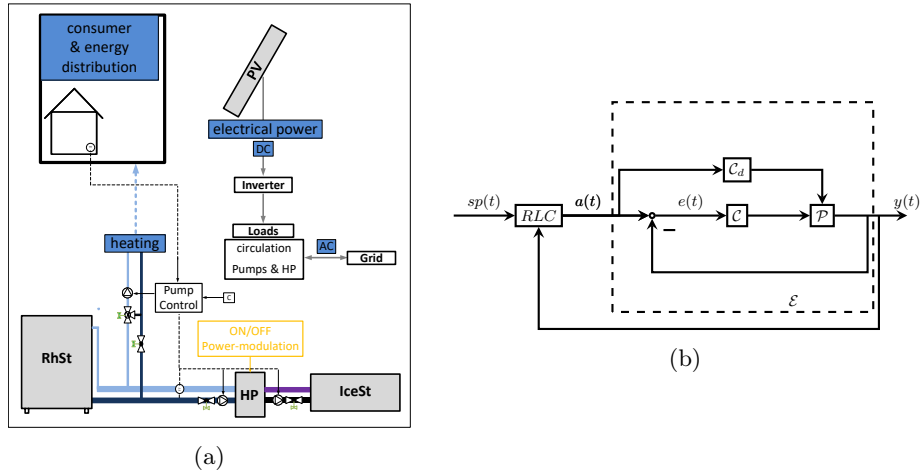 consumer
& energy
distribution
PV
electrical power
DC
Inverter
Loads
circulation
Pumps & HP
AC
Grid
heating
Pump
Control
C
ON/OFF
Power-modulation
RhSt
HP
IceSt
(a)
sp(t)
RLC
a(t)
e(t)
C_d
C
P
y(t)
−
ℰ
(b)